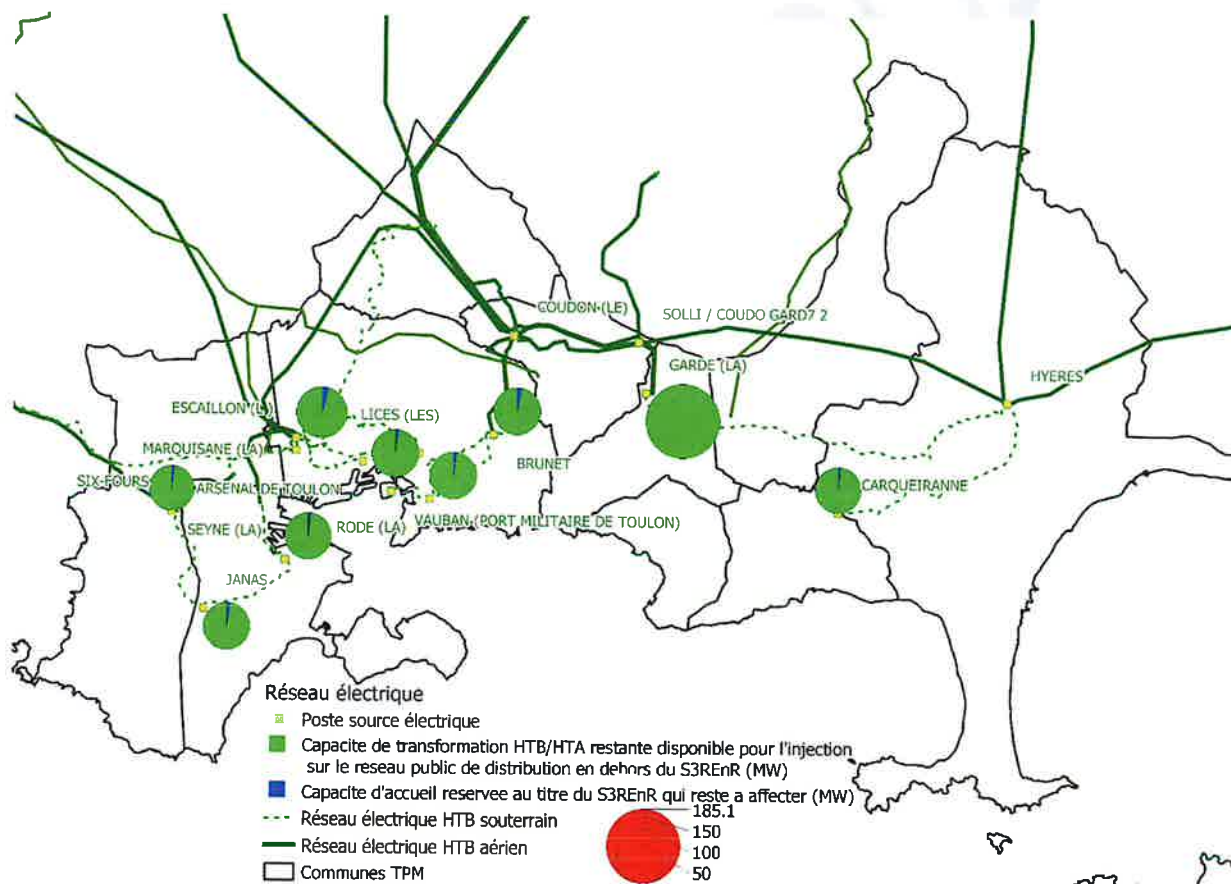 COUDON (LE)
SOLLI / COUDO GARD7 2
GARDE (LA)
HYERES
ESCAILLON (L')
LICES (LES)
MARQUISANE (LA)
BRUNET
SIX-FOURS
ARSENAL DE TOULON
CARQUEIRANNE
SEYNE (LA)
RODE (LA)
VAUBAN (PORT MILITAIRE DE TOULON)
JANAS
Réseau électrique
Poste source électrique
Capacite de transformation HTB/HTA restante disponible pour l'injection
sur le reseau public de distribution en dehors du S3REnR (MW)
Capacite d'accueil reservee au titre du S3REnR qui reste a affecter (MW)
Réseau électrique HTB souterrain
Réseau électrique HTB aérien
Communes TPM
185.1
150
100
50